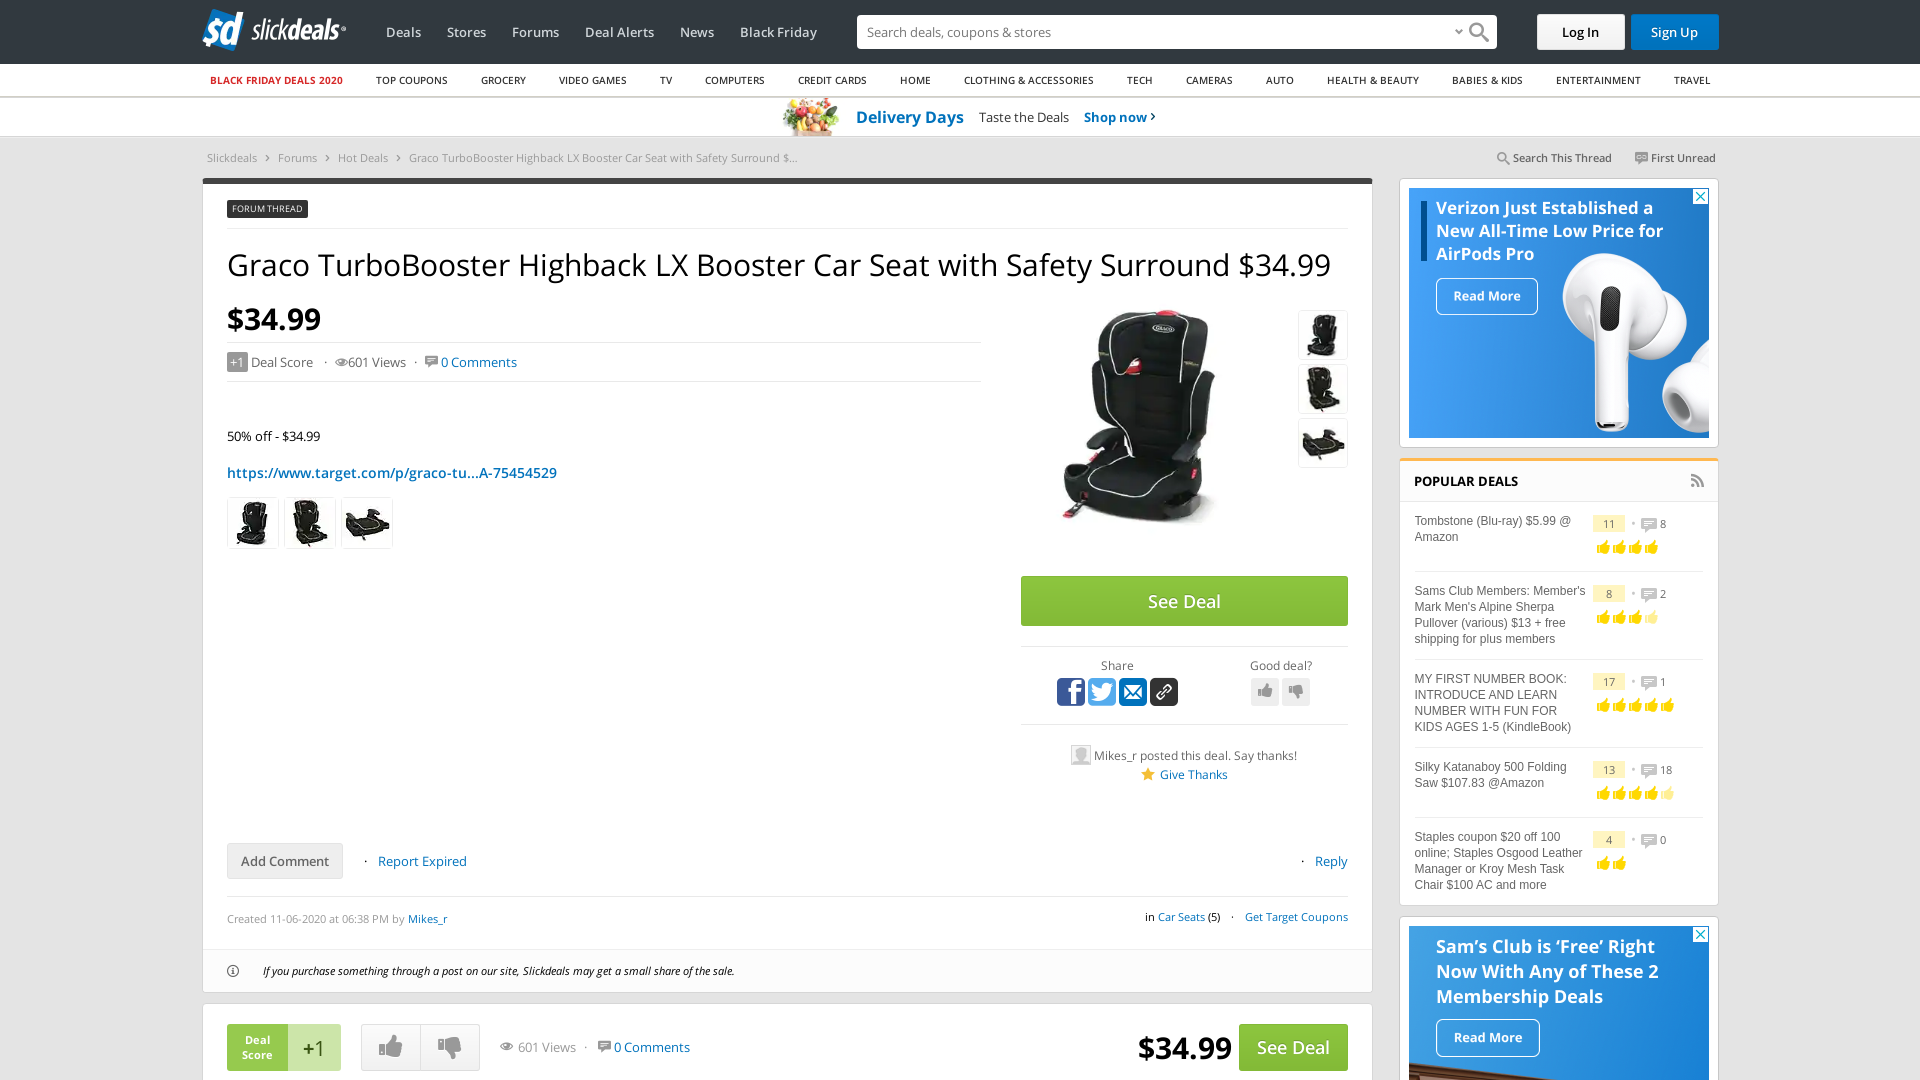 slickdeals
Deals Stores Forums Deal Alerts News Black Friday
Search deals, coupons & shopping
Log In Sign Up
BLACK FRIDAY DEALS 2020 TOP COUPONS GROCERY VIDEO GAMES TV COMPUTERS CREDIT CARDS HOME CLOTHING & ACCESSORIES TECH CAMERAS AUTO HEALTH & BEAUTY BABIES & KIDS ENTERTAINMENT TRAVEL
Delivery Days Taste the Deals Shop now
Slickdeals > Forums > Hot Deals > Graco TurboBooster Highback LX Booster Car Seat with Safety Surround $...
Search This Thread First Unread
FORUM THREAD
Graco TurboBooster Highback LX Booster Car Seat with Safety Surround $34.99
$34.99
+1 Deal Score · 601 Views · 0 Comments
50% off - $34.99
https://www.target.com/p/graco-tu...A-75454529
GRACO
See Deal
Share Good deal?
Mikes_r posted this deal. Say thanks!
Give Thanks
Add Comment · Report Expired
· Reply
Created 11-06-2020 at 06:38 PM by Mikes_r
in Car Seats (5) · Get Target Coupons
If you purchase something through a post on our site, Slickdeals may get a small share of the sale.
Deal
Score
+1
601 Views · 0 Comments
$34.99 See Deal
Verizon Just Established a
New All-Time Low Price for
AirPods Pro
Read More
POPULAR DEALS
Tombstone (Blu-ray) $5.99 @
Amazon
11 · 8
Sams Club Members: Member's
Mark Men's Alpine Sherpa
Pullover (various) $13 + free
shipping for plus members
8 · 2
MY FIRST NUMBER BOOK:
INTRODUCE AND LEARN
NUMBER WITH FUN FOR
KIDS AGES 1-5 (KindleBook)
17 · 1
Silky Katanaboy 500 Folding
Saw $107.83 @Amazon
13 · 18
Staples coupon $20 off 100
online; Staples Osgood Leather
Manager or Kroy Mesh Task
Chair $100 AC and more
4 · 0
Sam's Club is 'Free' Right
Now With Any of These 2
Membership Deals
Read More